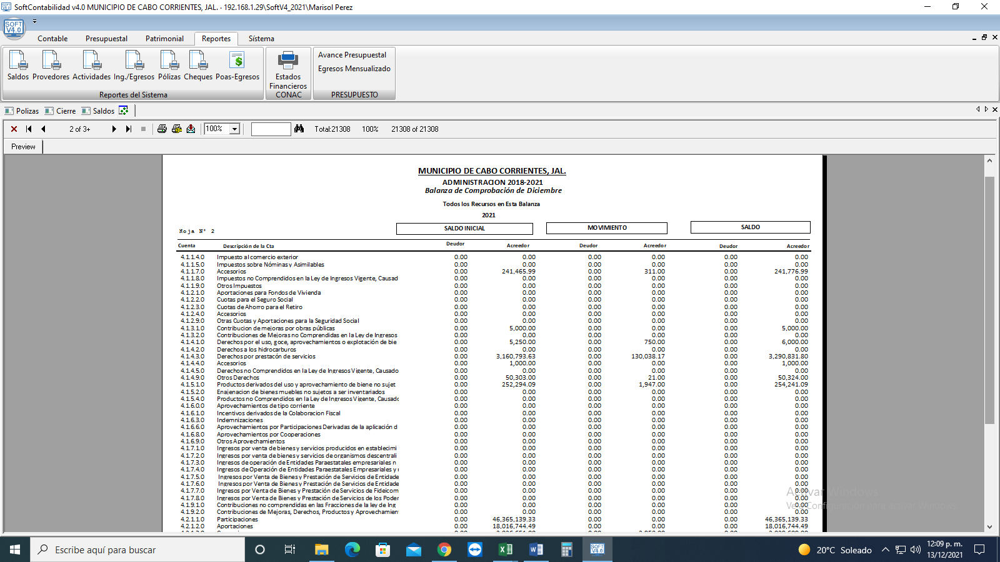 SoftContabilidad v4.0 MUNICIPIO DE CABO CORRIENTES, JAL. - 192.168.1.29\SoftV4_2021\Marisol Perez
SOFT V4.0
Contable Presupuestal Patrimonial Reportes Sístema
Saldos Provedores Actividades Ing./Egresos Pólizas Cheques Poas-Egresos
Reportes del Sistema
Estados Financieros
CONAC
Avance Presupuestal
Egresos Mensualizado
PRESUPUESTO
Polizas Cierre Saldos
2 of 3+ 100% Total:21308 100% 21308 of 21308
Preview
MUNICIPIO DE CABO CORRIENTES, JAL.
ADMINISTRACION 2018-2021
Balanza de Comprobación de Diciembre
Todos los Recursos en Esta Balanza
2021
Hoja N° 2
SALDO INICIAL MOVIMIENTO SALDO
Cuenta Descripción de la Cta Deudor Acreedor Deudor Acreedor Deudor Acreedor
4.1.1.4.0 Impuesto al comercio exterior 0.00 0.00 0.00 0.00 0.00 0.00
4.1.1.5.0 Impuestos sobre Nóminas y Asimilables 0.00 0.00 0.00 0.00 0.00 0.00
4.1.1.7.0 Accesorios 0.00 241,465.99 0.00 311.00 0.00 241,776.99
4.1.1.8.0 Impuestos no Comprendidos en la Ley de Ingresos Vigente, Causad 0.00 0.00 0.00 0.00 0.00 0.00
4.1.1.9.0 Otros Impuestos 0.00 0.00 0.00 0.00 0.00 0.00
4.1.2.1.0 Aportaciones para Fondos de Vivienda 0.00 0.00 0.00 0.00 0.00 0.00
4.1.2.2.0 Cuotas para el Seguro Social 0.00 0.00 0.00 0.00 0.00 0.00
4.1.2.3.0 Cuotas de Ahorro para el Retiro 0.00 0.00 0.00 0.00 0.00 0.00
4.1.2.4.0 Accesorios 0.00 0.00 0.00 0.00 0.00 0.00
4.1.2.9.0 Otras Cuotas y Aportaciones para la Seguridad Social 0.00 0.00 0.00 0.00 0.00 0.00
4.1.3.1.0 Contribucion de mejoras por obras públicas 0.00 5,000.00 0.00 0.00 0.00 5,000.00
4.1.3.2.0 Contribuciones de Mejoras no Comprendidas en la Ley de Ingresos 0.00 0.00 0.00 0.00 0.00 0.00
4.1.4.1.0 Derechos por el uso, goce, aprovechamientos o explotación de bie 0.00 5,250.00 0.00 750.00 0.00 6,000.00
4.1.4.2.0 Derechos a los hidrocarburos 0.00 0.00 0.00 0.00 0.00 0.00
4.1.4.3.0 Derechos por prestacón de servicios 0.00 3,160,793.63 0.00 130,038.17 0.00 3,290,831.80
4.1.4.4.0 Accesorios 0.00 1,000.00 0.00 0.00 0.00 1,000.00
4.1.4.5.0 Derechos no Comprendidos en la Ley de Ingresos Vigente, Causado 0.00 0.00 0.00 0.00 0.00 0.00
4.1.4.9.0 Otros Derechos 0.00 50,303.00 0.00 21.00 0.00 50,324.00
4.1.5.1.0 Productos derivados del uso y aprovechamiento de biene no sujet 0.00 252,294.09 0.00 1,947.00 0.00 254,241.09
4.1.5.2.0 Enajenacion de bienes muebles no sujetos a ser inventariados 0.00 0.00 0.00 0.00 0.00 0.00
4.1.5.4.0 Productos no Comprendidos en la Ley de Ingresos Vigente, Causadc 0.00 0.00 0.00 0.00 0.00 0.00
4.1.6.0.0 Aprovechamientos de tipo corriente 0.00 0.00 0.00 0.00 0.00 0.00
4.1.6.1.0 Incentivos derivados de la Colaboracion Fiscal 0.00 0.00 0.00 0.00 0.00 0.00
4.1.6.3.0 Indemnizaciones 0.00 0.00 0.00 0.00 0.00 0.00
4.1.6.6.0 Aprovechamientos por Participaciones Derivadas de la aplicación d 0.00 0.00 0.00 0.00 0.00 0.00
4.1.6.8.0 Aprovechamientos por Cooperaciones 0.00 0.00 0.00 0.00 0.00 0.00
4.1.6.9.0 Otros Aprovechamientos 0.00 0.00 0.00 0.00 0.00 0.00
4.1.7.1.0 Ingresos por venta de bienes y servicios producidos en establecimi 0.00 0.00 0.00 0.00 0.00 0.00
4.1.7.2.0 Ingresos por venta de bienes y servicios de organismos descentrali 0.00 0.00 0.00 0.00 0.00 0.00
4.1.7.3.0 Ingresos de operación de Entidades Paraestatales empresariales n 0.00 0.00 0.00 0.00 0.00 0.00
4.1.7.4.0 Ingresos de Operación de Entidades Paraestatales Empresariales y 0.00 0.00 0.00 0.00 0.00 0.00
4.1.7.5.0 Ingresos por Venta de Bienes y Prestación de Servicios de Entidade 0.00 0.00 0.00 0.00 0.00 0.00
4.1.7.6.0 Ingresos por Venta de Bienes y Prestación de Servicios de Entidade 0.00 0.00 0.00 0.00 0.00 0.00
4.1.7.7.0 Ingresos por Venta de Bienes y Prestación de Servicios de Fideicom 0.00 0.00 0.00 0.00 0.00 0.00
4.1.7.8.0 Ingresos por Venta de Bienes y Prestación de Servicios de los Poder 0.00 0.00 0.00 0.00 0.00 0.00
4.1.9.1.0 Contribuciones no comprendidas en las Fracciones de la ley de Ing 0.00 0.00 0.00 0.00 0.00 0.00
4.1.9.2.0 Contribuciones de Mejoras, Derechos, Productos y Aprovechamien 0.00 0.00 0.00 0.00 0.00 0.00
4.2.1.1.0 Participaciones 0.00 46,365,139.33 0.00 0.00 0.00 46,365,139.33
4.2.1.2.0 Aportaciones 0.00 18,016,744.49 0.00 0.00 0.00 18,016,744.49
Activar Windows
Ve a Configuración para activar Windows.
Escribe aquí para buscar
20°C Soleado
12:09 p. m.
13/12/2021